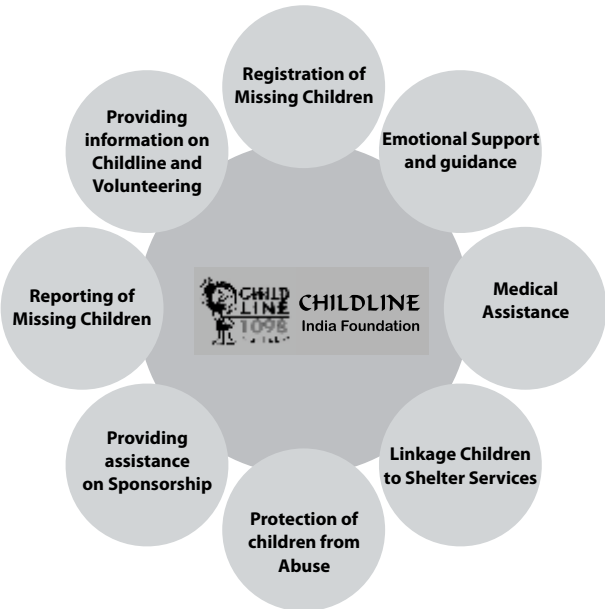 Registration of
Missing Children
Emotional Support
and guidance
Medical
Assistance
Linkage Children
to Shelter Services
Protection of
children from
Abuse
Providing
assistance
on Sponsorship
Reporting of
Missing Children
Providing
information on
Childline and
Volunteering
CHILD
LINE
1098
CHILDLINE
India Foundation